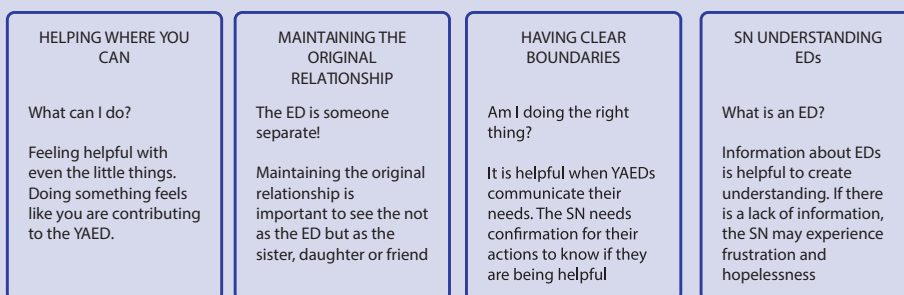 HELPING WHERE YOU
CAN
What can I do?
Feeling helpful with
even the little things.
Doing something feels
like you are contributing
to the YAED.
MAINTAINING THE
ORIGINAL
RELATIONSHIP
The ED is someone
separate!
Maintaining the original
relationship is
important to see the not
as the ED but as the
sister, daughter or friend
HAVING CLEAR
BOUNDARIES
Am I doing the right
thing?
It is helpful when YAEDs
communicate their
needs. The SN needs
confirmation for their
actions to know if they
are being helpful
SN UNDERSTANDING
EDs
What is an ED?
Information about EDs
is helpful to create
understanding. If there
is a lack of information,
the SN may experience
frustration and
hopelessness